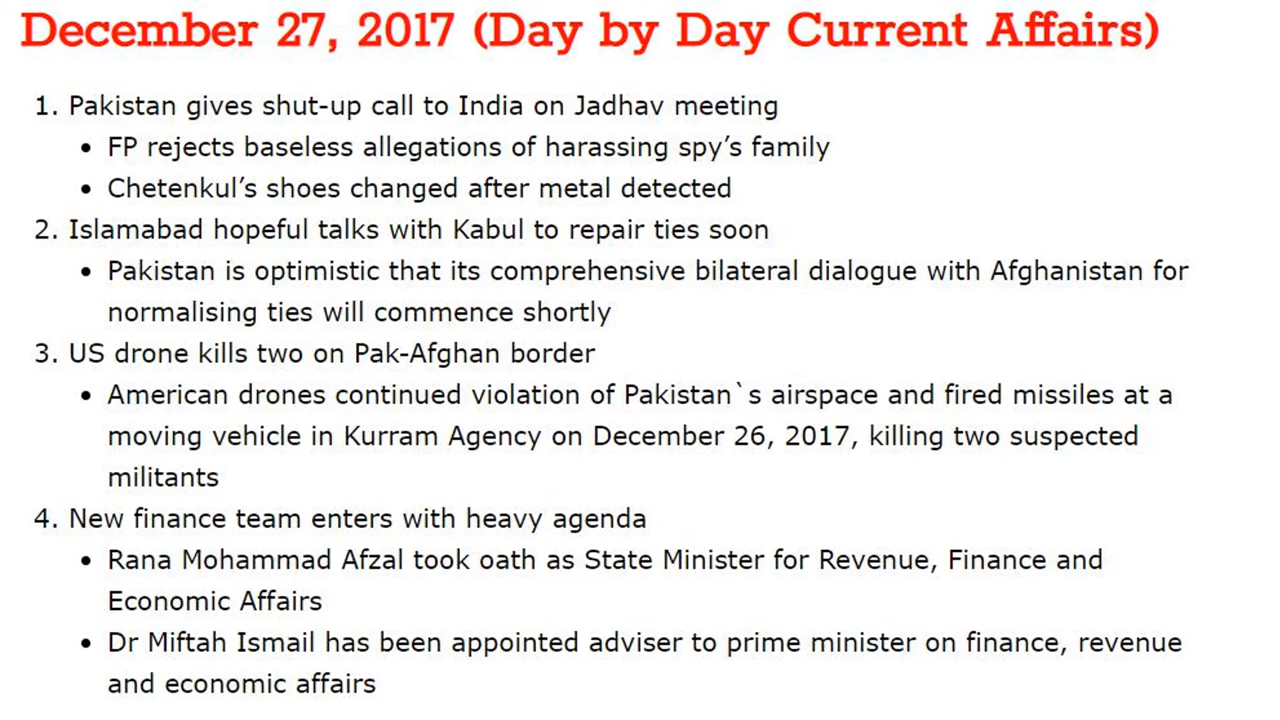 December 27, 2017 (Day by Day Current Affairs)
1. Pakistan gives shut-up call to India on Jadhav meeting
• FP rejects baseless allegations of harassing spy’s family
• Chetenkul’s shoes changed after metal detected
2. Islamabad hopeful talks with Kabul to repair ties soon
• Pakistan is optimistic that its comprehensive bilateral dialogue with Afghanistan for
normalising ties will commence shortly
3. US drone kills two on Pak-Afghan border
• American drones continued violation of Pakistan`s airspace and fired missiles at a
moving vehicle in Kurram Agency on December 26, 2017, killing two suspected
militants
4. New finance team enters with heavy agenda
• Rana Mohammad Afzal took oath as State Minister for Revenue, Finance and
Economic Affairs
• Dr Miftah Ismail has been appointed adviser to prime minister on finance, revenue
and economic affairs